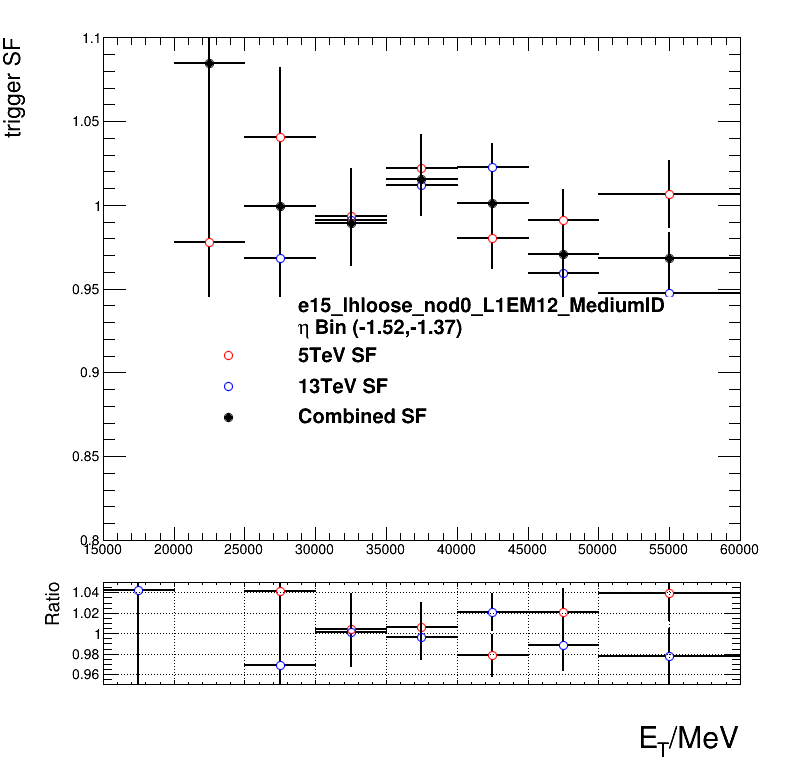 trigger SF
1.1
1.05
1
0.95
0.9
0.85
0.8
e15_lhloose_nod0_L1EM12_MediumID
η Bin (-1.52,-1.37)
5TeV SF
13TeV SF
Combined SF
15000 20000 25000 30000 35000 40000 45000 50000 55000 60000
Ratio
1.04
1.02
1
0.98
0.96
E_T/MeV